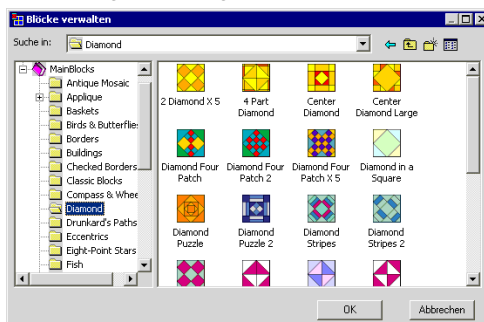 Blöcke verwalten
Suche in: Diamond
MainBlocks
Antique Mosaic
Applique
Baskets
Birds & Butterflie
Borders
Buildings
Checked Borders
Classic Blocks
Compass & Whee
Diamond
Drunkard's Paths
Eccentrics
Eight-Point Stars
Fish
2 Diamond X 5
4 Part
Diamond
Center
Diamond
Center
Diamond Large
Diamond Four
Patch
Diamond Four
Patch 2
Diamond Four
Patch X 5
Diamond in a
Square
Diamond
Puzzle
Diamond
Puzzle 2
Diamond
Stripes
Diamond
Stripes 2
OK
Abbrechen